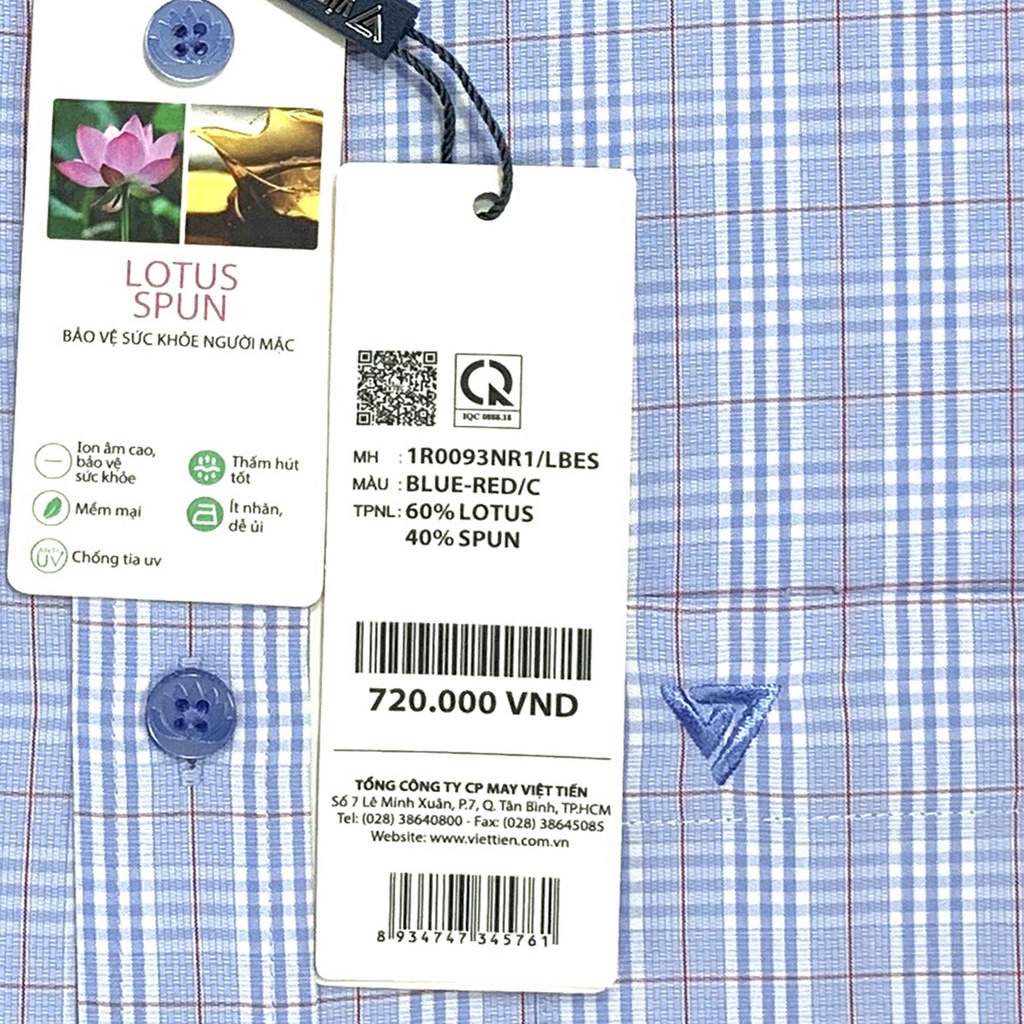 LOTUS
SPUN
BẢO VỆ SỨC KHỎE NGƯỜI MẶC
Ion âm cao,
bảo vệ
sức khỏe
Thấm hút
tốt
Mềm mại
Ít nhăn,
dễ ủi
ANTI
UV
Chống tia uv
IQC 0888.18
MH : 1R0093NR1/LBES
MÀU : BLUE-RED/C
TPNL : 60% LOTUS
40% SPUN
720.000 VND
TỔNG CÔNG TY CP MAY VIỆT TIẾN
Số 7 Lê Minh Xuân, P.7, Q. Tân Bình, TP.HCM
Tel: (028) 38640800 - Fax: (028) 38645085
Website: www.viettien.com.vn
8 934747 345761